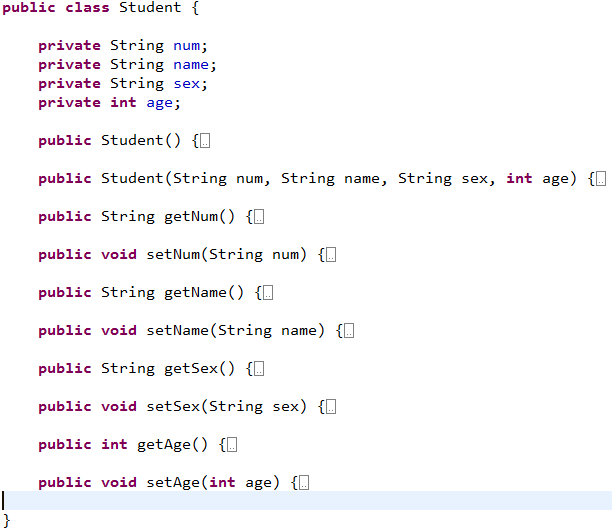 public class Student {
private String num;
private String name;
private String sex;
private int age;
public Student() {..
public Student(String num, String name, String sex, int age) {..
public String getNum() {..
public void setNum(String num) {..
public String getName() {..
public void setName(String name) {..
public String getSex() {..
public void setSex(String sex) {..
public int getAge() {..
public void setAge(int age) {..
}